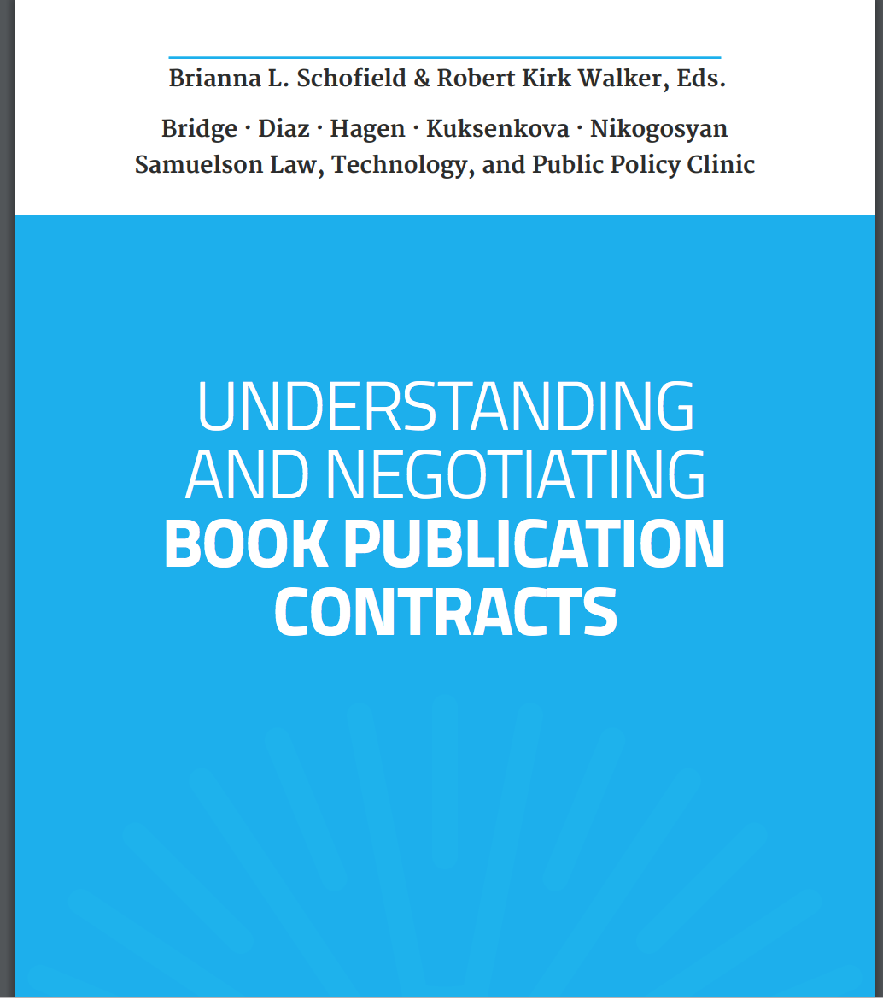 Brianna L. Schofield & Robert Kirk Walker, Eds.
Bridge · Diaz · Hagen · Kuksenkova · Nikogosyan
Samuelson Law, Technology, and Public Policy Clinic
UNDERSTANDING
AND NEGOTIATING
BOOK PUBLICATION
CONTRACTS